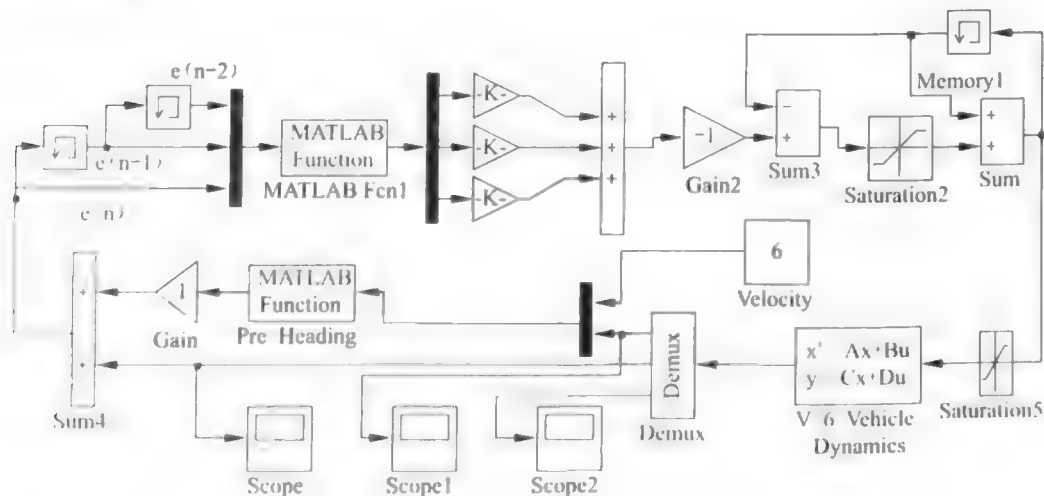 e(n-2)
e(n-1)
MATLAB
Function
MATLAB Fcn1
-K-
-K-
-K-
+
+
+
-1
Gain2
-
+
Sum3
Saturation2
Memory1
+
+
Sum
+
+
Sum4
Gain
MATLAB
Function
Pre Heading
6
Velocity
Demux
Demux
x' Ax+Bu
y Cx+Du
V 6 Vehicle
Dynamics
Saturation5
Scope
Scope1
Scope2